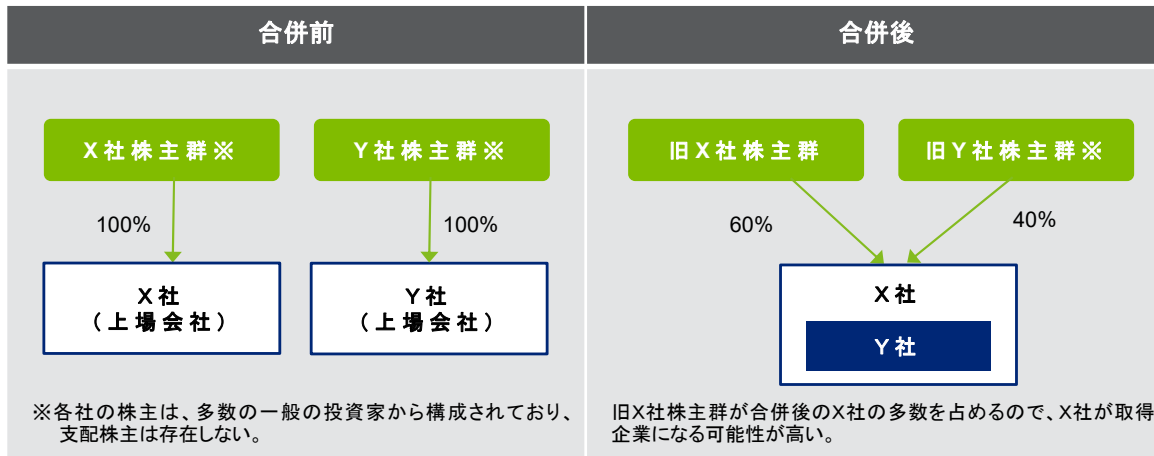 合併前
合併後
X社株主群※
Y社株主群※
旧X社株主群
旧Y社株主群※
100%
100%
60%
40%
X社
(上場会社)
Y社
(上場会社)
X社
Y社
※各社の株主は、多数の一般の投資家から構成されており、
支配株主は存在しない。
旧X社株主群が合併後のX社の多数を占めるので、X社が取得
企業になる可能性が高い。